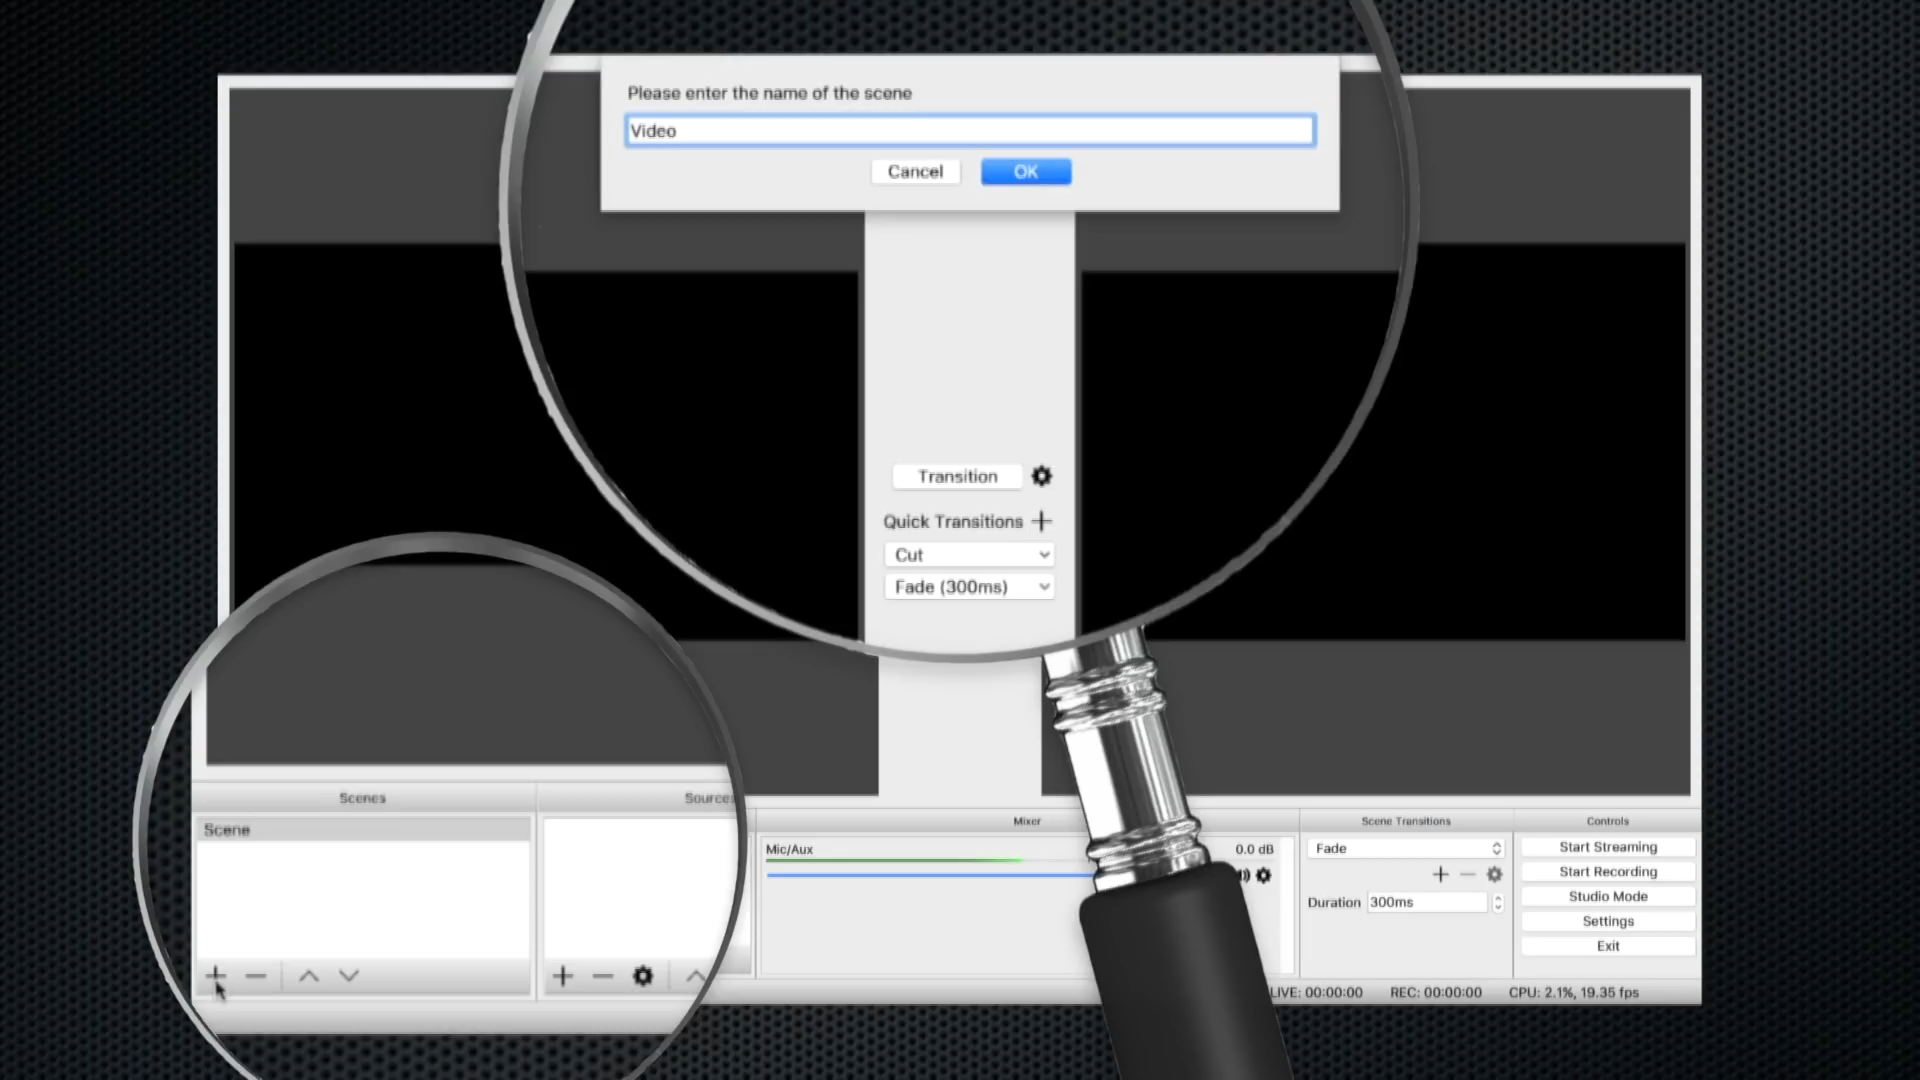 Please enter the name of the scene
Video
Cancel OK
Transition
Quick Transitions
Cut
Fade (300ms)
Scenes
Scene
Sources
Mixer
Mic/Aux
0.0 dB
Scene Transitions
Fade
Duration 300ms
Controls
Start Streaming
Start Recording
Studio Mode
Settings
Exit
LIVE: 00:00:00 REC: 00:00:00 CPU: 2.1%, 19.35 fps